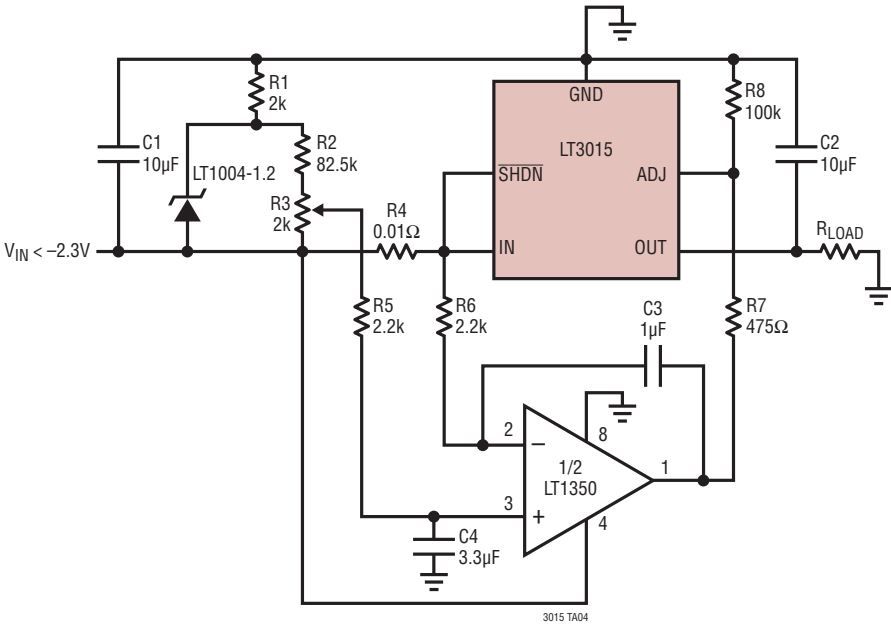 R1
2k
C1
10µF
LT1004-1.2
R2
82.5k
R3
2k
R4
0.01Ω
VIN < –2.3V
GND
LT3015
SHDN
ADJ
IN
OUT
R8
100k
C2
10µF
RLOAD
R5
2.2k
R6
2.2k
C3
1µF
R7
475Ω
2
–
8
1/2
LT1350
1
3
+
4
C4
3.3µF
3015 TA04